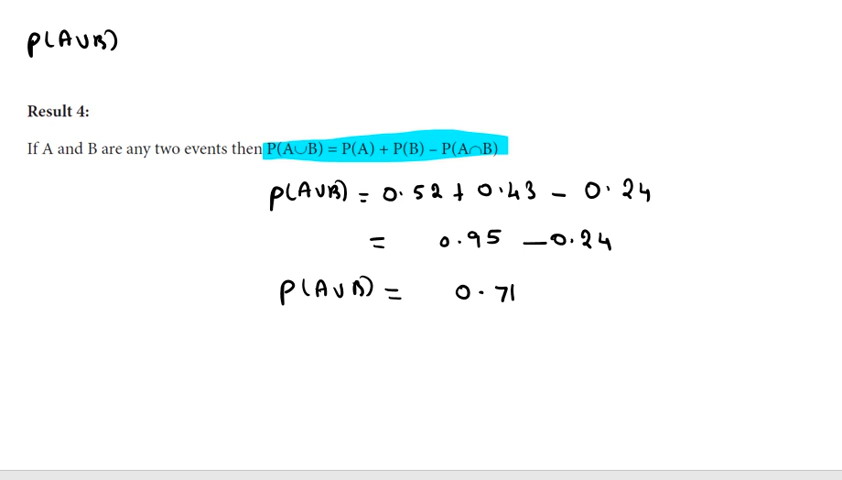 P(A∪B)
Result 4:
If A and B are any two events then P(A∪B) = P(A) + P(B) – P(A∩B)
P(A∪B) = 0.52 + 0.43 – 0.24
= 0.95 – 0.24
P(A∪B) = 0.71